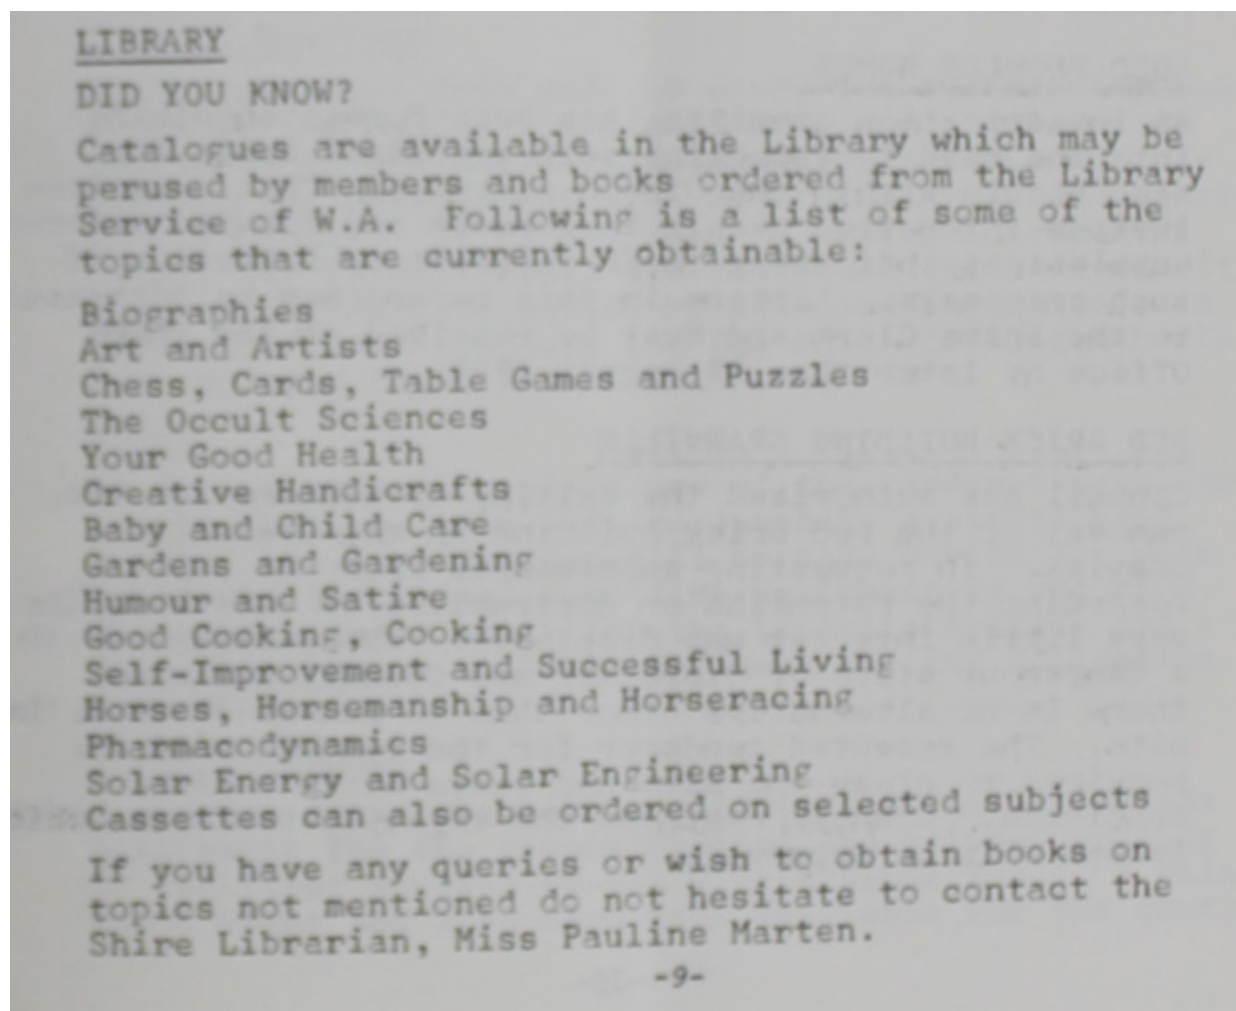 LIBRARY
DID YOU KNOW?
Catalogues are available in the Library which may be
perused by members and books ordered from the Library
Service of W.A. Following is a list of some of the
topics that are currently obtainable:
Biographies
Art and Artists
Chess, Cards, Table Games and Puzzles
The Occult Sciences
Your Good Health
Creative Handicrafts
Baby and Child Care
Gardens and Gardening
Humour and Satire
Good Cooking, Cooking
Self-Improvement and Successful Living
Horses, Horsemanship and Horseracing
Pharmacodynamics
Solar Energy and Solar Engineering
Cassettes can also be ordered on selected subjects
If you have any queries or wish to obtain books on
topics not mentioned do not hesitate to contact the
Shire Librarian, Miss Pauline Marten.
-9-